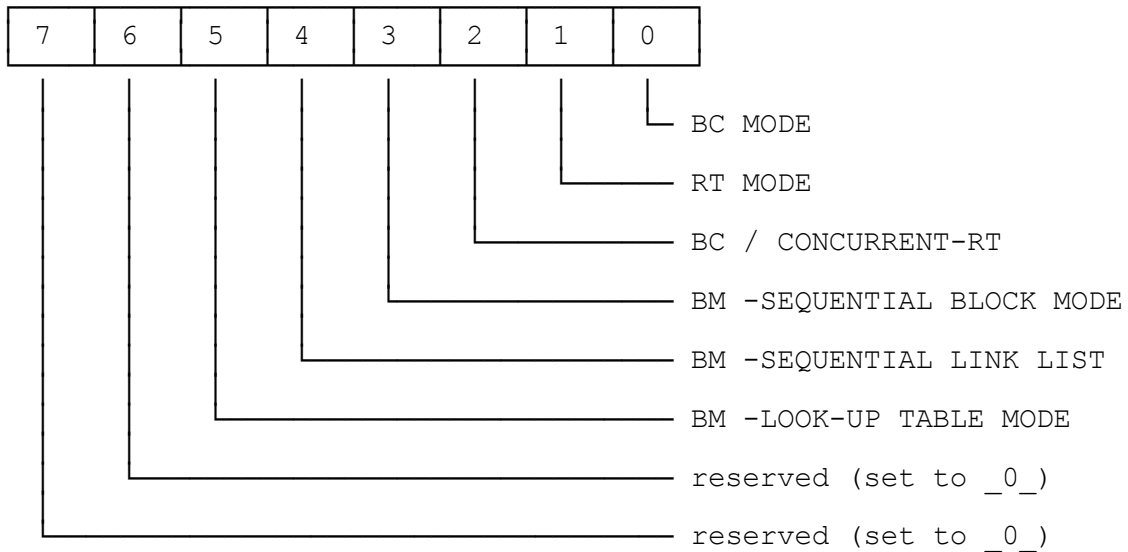 7 6 5 4 3 2 1 0
BC MODE
RT MODE
BC / CONCURRENT-RT
BM -SEQUENTIAL BLOCK MODE
BM -SEQUENTIAL LINK LIST
BM -LOOK-UP TABLE MODE
reserved (set to _0_)
reserved (set to _0_)